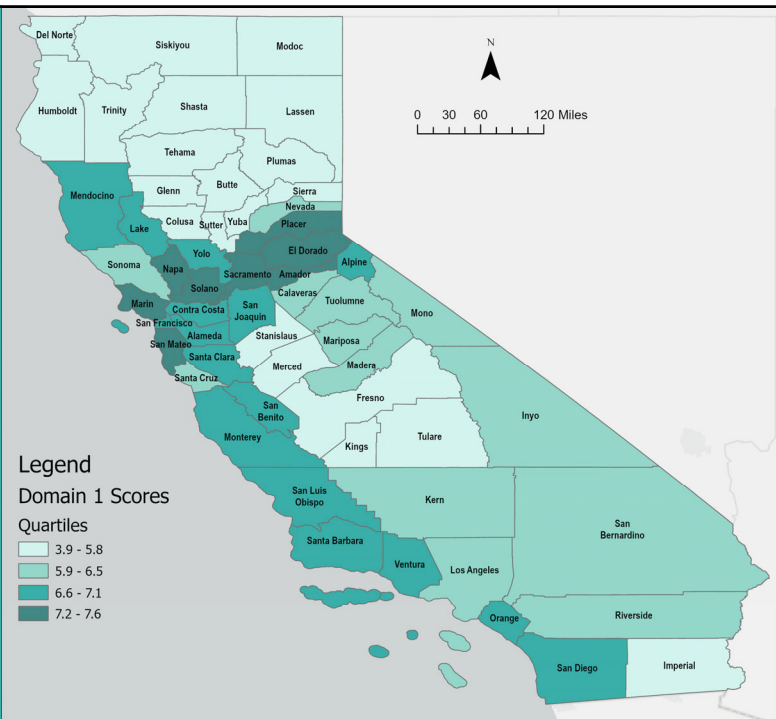 Del Norte
Siskiyou
Modoc
N
Humboldt
Trinity
Shasta
Lassen
0 30 60 120 Miles
Tehama
Plumas
Glenn
Butte
Sierra
Mendocino
Nevada
Colusa
Sutter
Yuba
Placer
Lake
Yolo
El Dorado
Sonoma
Napa
Sacramento
Amador
Alpine
Solano
Calaveras
Tuolumne
Marin
Contra Costa
San
Joaquin
Mono
San Francisco
Alameda
Stanislaus
Mariposa
San Mateo
Santa Clara
Merced
Madera
Santa Cruz
Fresno
San
Benito
Inyo
Monterey
Kings
Tulare
Legend
Domain 1 Scores
Quartiles
3.9 - 5.8
5.9 - 6.5
6.6 - 7.1
7.2 - 7.6
San Luis
Obispo
Kern
San
Bernardino
Santa Barbara
Ventura
Los Angeles
Orange
Riverside
San Diego
Imperial